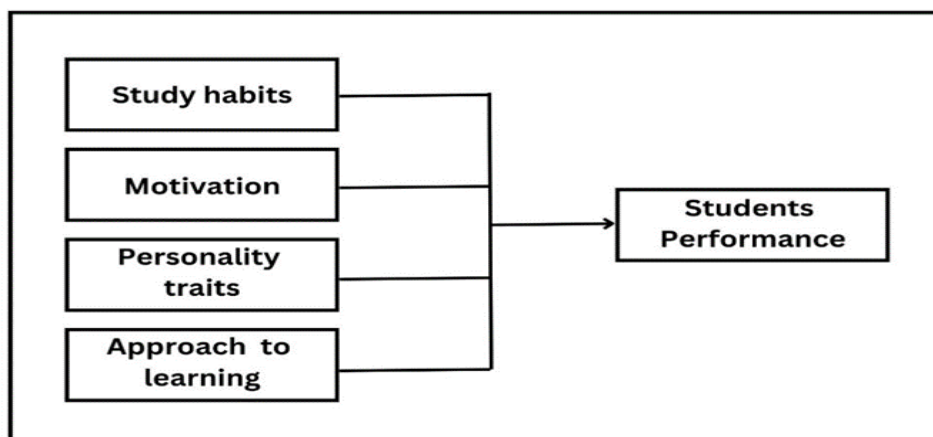 Study habits
Motivation
Personality
traits
Approach to
learning
Students
Performance